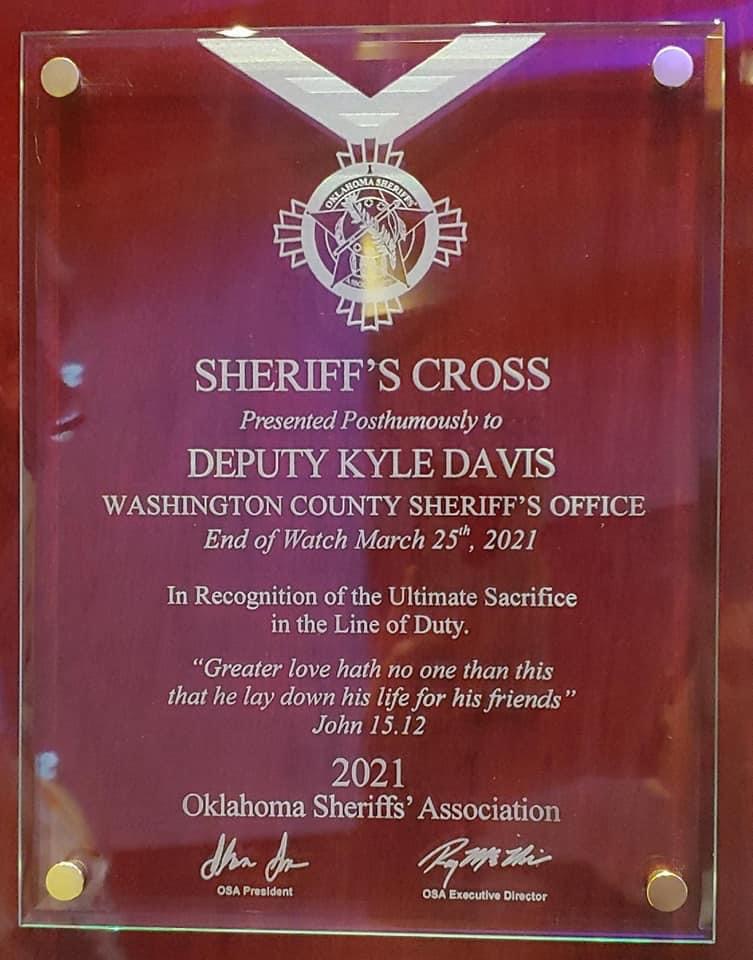 OKLAHOMA SHERIFFS'
SHERIFF'S CROSS
Presented Posthumously to
DEPUTY KYLE DAVIS
WASHINGTON COUNTY SHERIFF'S OFFICE
End of Watch March 25th, 2021
In Recognition of the Ultimate Sacrifice
in the Line of Duty.
“Greater love hath no one than this
that he lay down his life for his friends”
John 15.12
2021
Oklahoma Sheriffs' Association
OSA President
OSA Executive Director